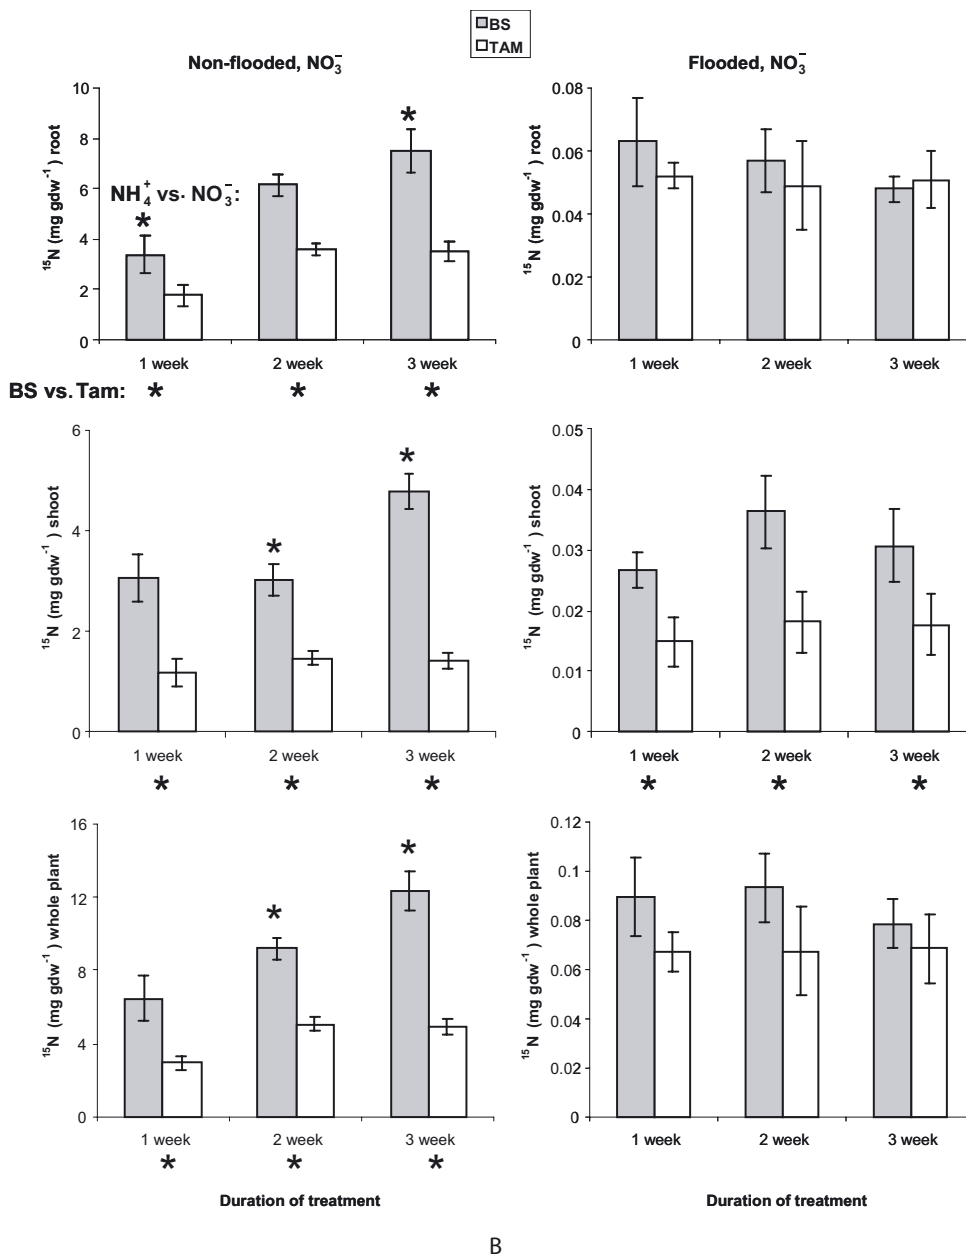 BS
TAM
Non-flooded, NO₃⁻
Flooded, NO₃⁻
¹⁵N (mg gdw⁻¹ ) root
10
8
6
4
2
0
NH₄⁺ vs. NO₃⁻:
*
*
1 week
2 week
3 week
BS vs. Tam: * * *
¹⁵N (mg gdw⁻¹ ) root
0.08
0.06
0.04
0.02
0
1 week
2 week
3 week
¹⁵N (mg gdw⁻¹ ) shoot
6
4
2
0
*
*
1 week
2 week
3 week
* * *
¹⁵N (mg gdw⁻¹ ) shoot
0.05
0.04
0.03
0.02
0.01
0
1 week
2 week
3 week
* * *
¹⁵N (mg gdw⁻¹ ) whole plant
16
12
8
4
0
*
*
1 week
2 week
3 week
* * *
Duration of treatment
¹⁵N (mg gdw⁻¹ ) whole plant
0.12
0.1
0.08
0.06
0.04
0.02
0
1 week
2 week
3 week
Duration of treatment
B